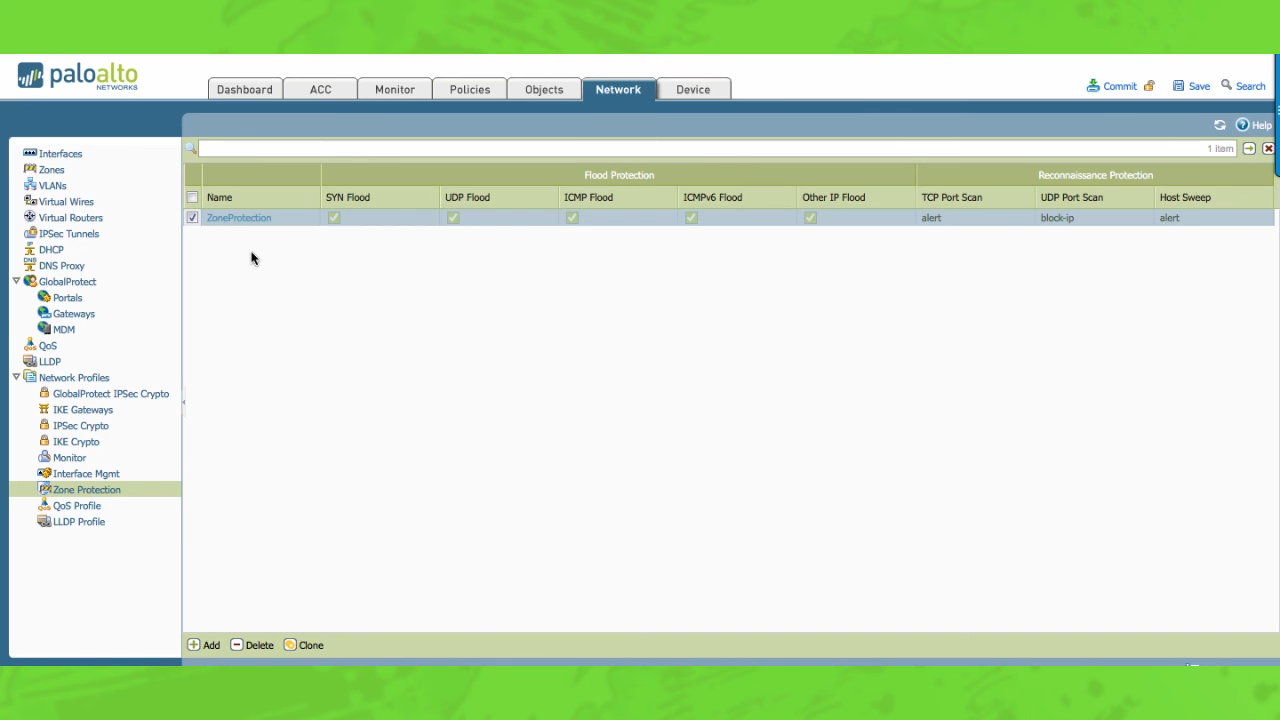 paloalto
NETWORKS
Dashboard ACC Monitor Policies Objects Network Device
Commit Save Search
Help
1 item
Interfaces
Zones
VLANs
Virtual Wires
Virtual Routers
IPSec Tunnels
DHCP
DNS Proxy
GlobalProtect
Portals
Gateways
MDM
QoS
LLDP
Network Profiles
GlobalProtect IPSec Crypto
IKE Gateways
IPSec Crypto
IKE Crypto
Monitor
Interface Mgmt
Zone Protection
QoS Profile
LLDP Profile
Flood Protection Reconnaissance Protection
Name SYN Flood UDP Flood ICMP Flood ICMPv6 Flood Other IP Flood TCP Port Scan UDP Port Scan Host Sweep
ZoneProtection alert block-ip alert
Add Delete Clone